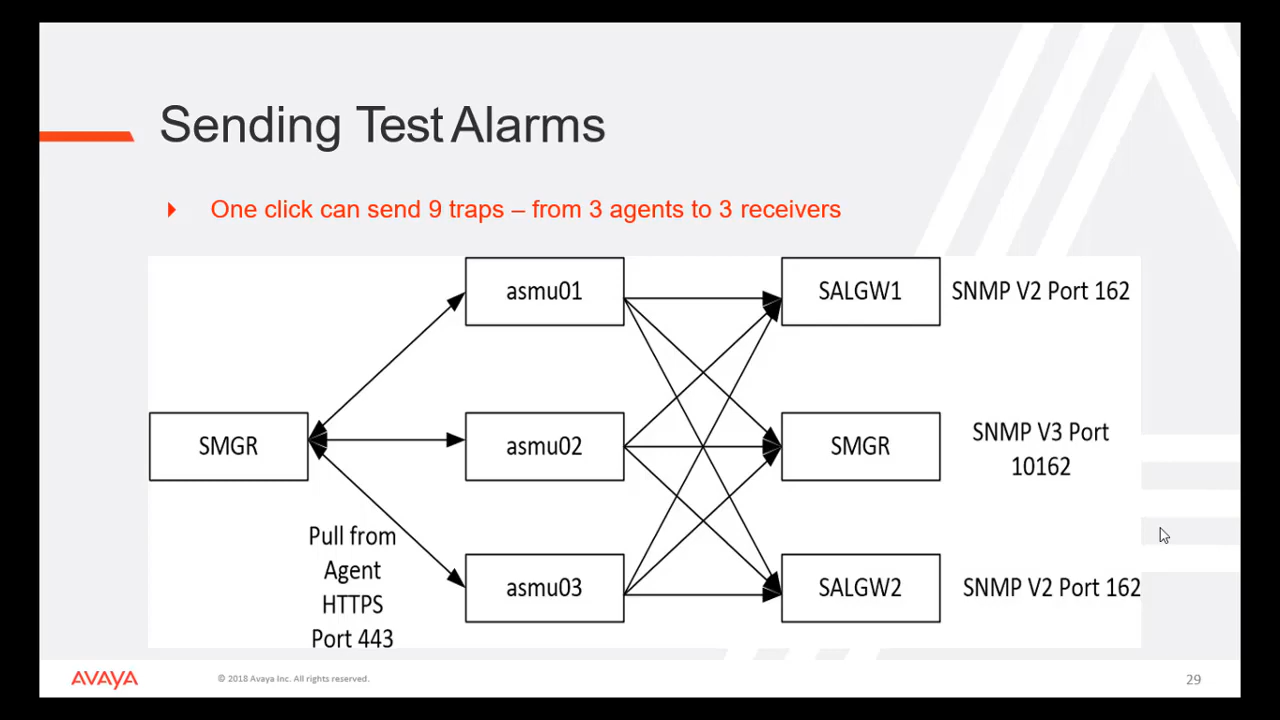 Sending Test Alarms
One click can send 9 traps – from 3 agents to 3 receivers
asmu01
SALGW1
SNMP V2 Port 162
SMGR
asmu02
SMGR
SNMP V3 Port
10162
Pull from
Agent
HTTPS
Port 443
asmu03
SALGW2
SNMP V2 Port 162
AVAYA
© 2018 Avaya Inc. All rights reserved.
29